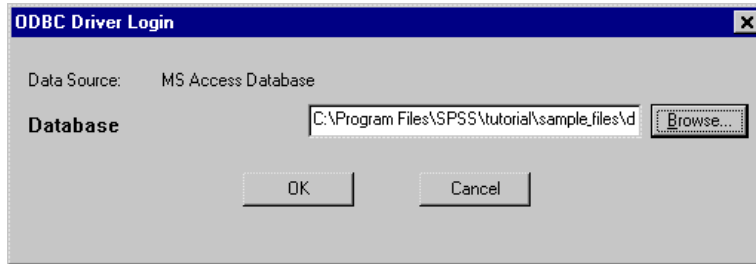 ODBC Driver Login
Data Source: MS Access Database
Database C:\Program Files\SPSS\tutorial\sample_files\d Browse...
OK Cancel